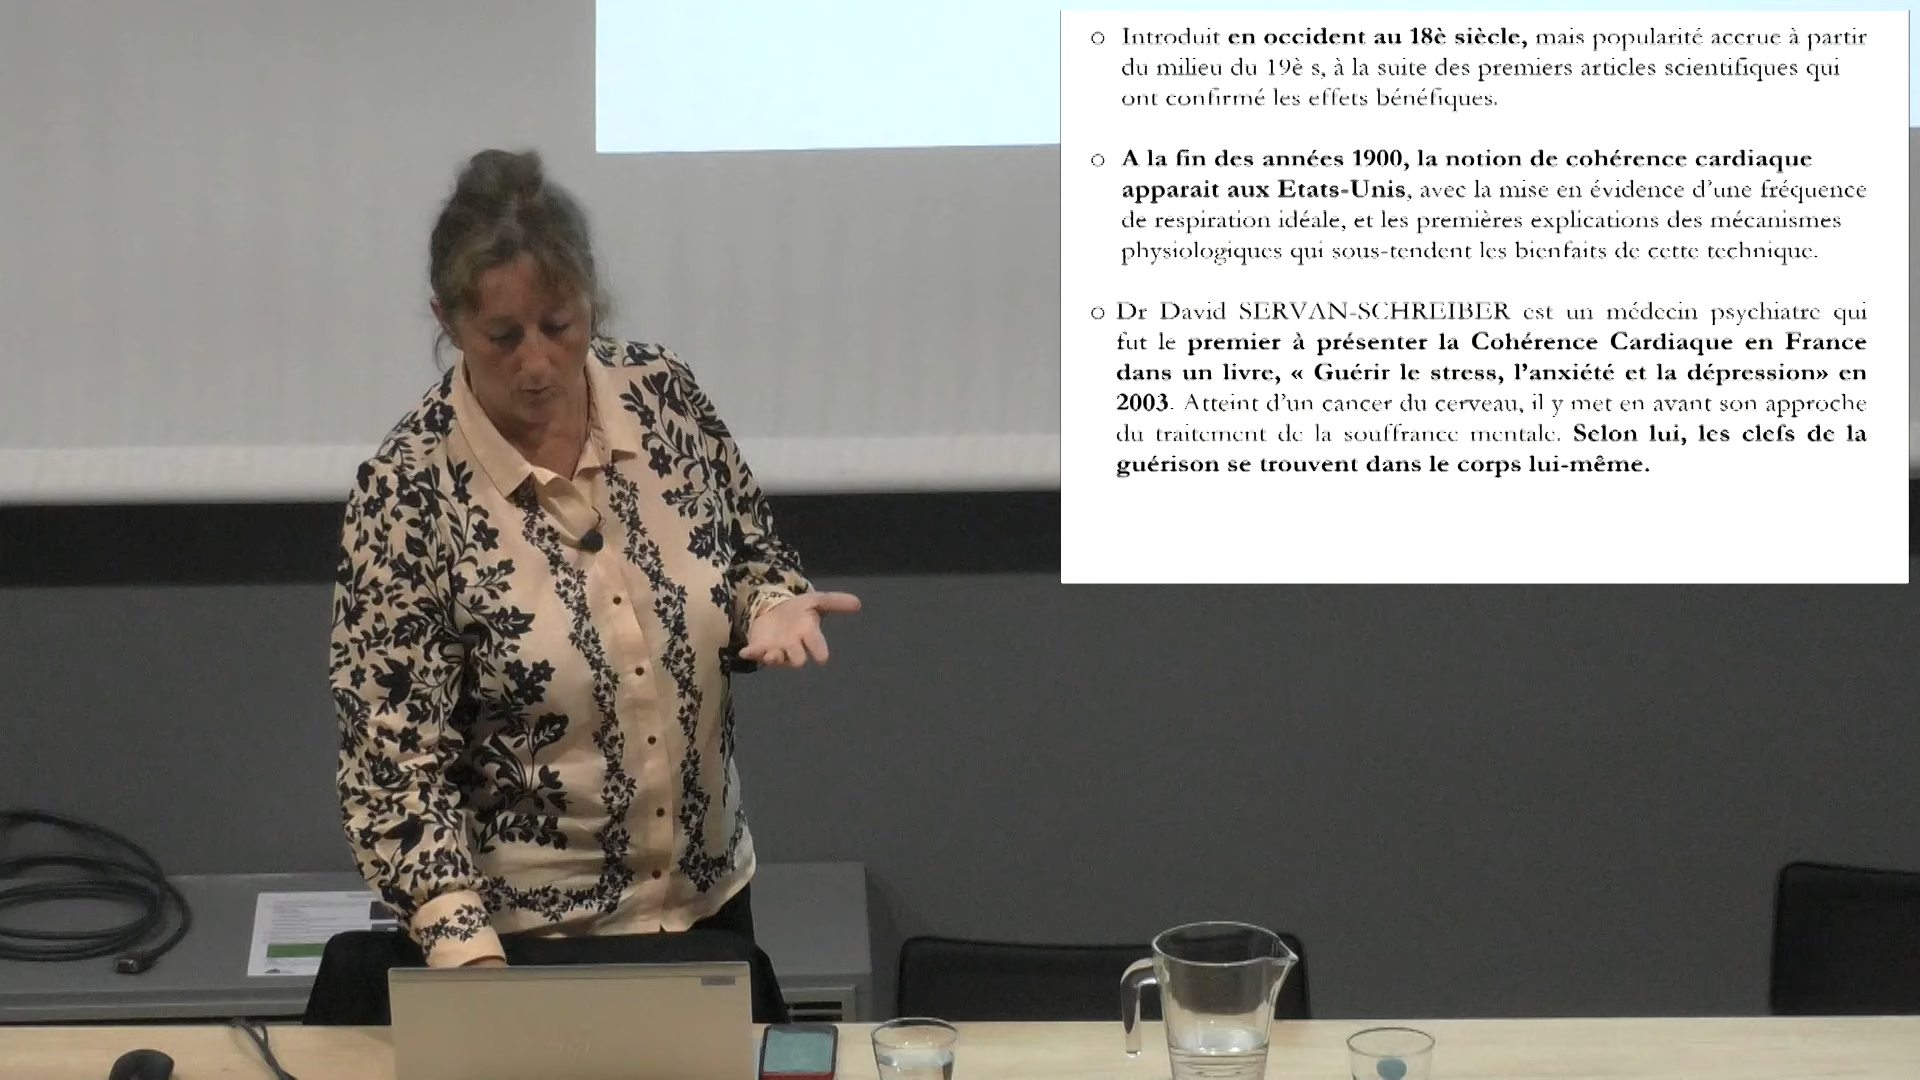 Introduit en occident au 18è siècle, mais popularité accrue à partir
du milieu du 19è s, à la suite des premiers articles scientifiques qui
ont confirmé les effets bénéfiques.
A la fin des années 1900, la notion de cohérence cardiaque
apparait aux Etats-Unis, avec la mise en évidence d'une fréquence
de respiration idéale, et les premières explications des mécanismes
physiologiques qui sous-tendent les bienfaits de cette technique.
Dr David SERVAN-SCHREIBER est un médecin psychiatre qui
fut le premier à présenter la Cohérence Cardiaque en France
dans un livre, « Guérir le stress, l'anxiété et la dépression» en
2003. Atteint d'un cancer du cerveau, il y met en avant son approche
du traitement de la souffrance mentale. Selon lui, les clefs de la
guérison se trouvent dans le corps lui-même.